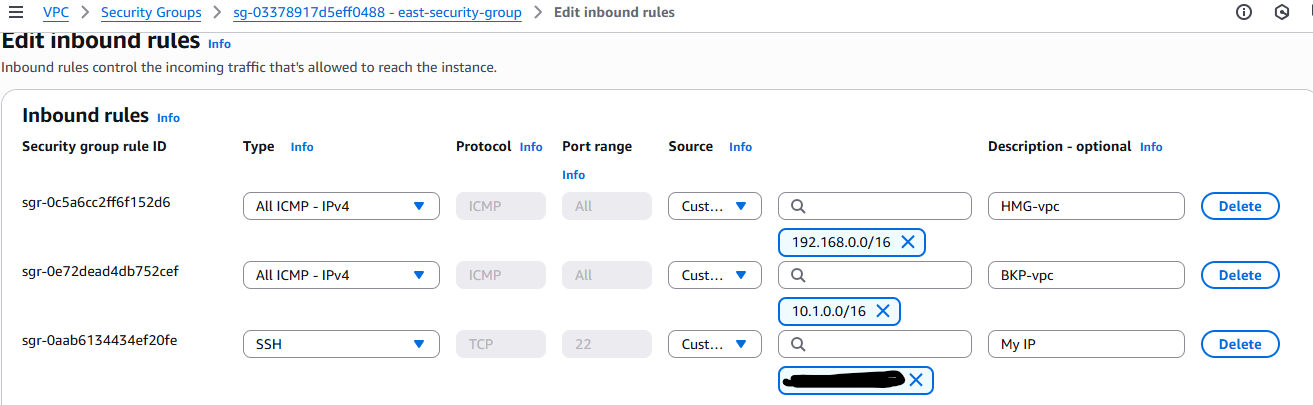 VPC > Security Groups > sg-03378917d5eff0488 - east-security-group > Edit inbound rules
Edit inbound rules Info
Inbound rules control the incoming traffic that's allowed to reach the instance.
Inbound rules Info
Security group rule ID Type Info Protocol Info Port range Source Info Description - optional Info
Info
sgr-0c5a6cc2ff6f152d6 All ICMP - IPv4 ICMP All Cust... HMG-vpc Delete
192.168.0.0/16
sgr-0e72dead4db752cef All ICMP - IPv4 ICMP All Cust... BKP-vpc Delete
10.1.0.0/16
sgr-0aab6134434ef20fe SSH TCP 22 Cust... My IP Delete